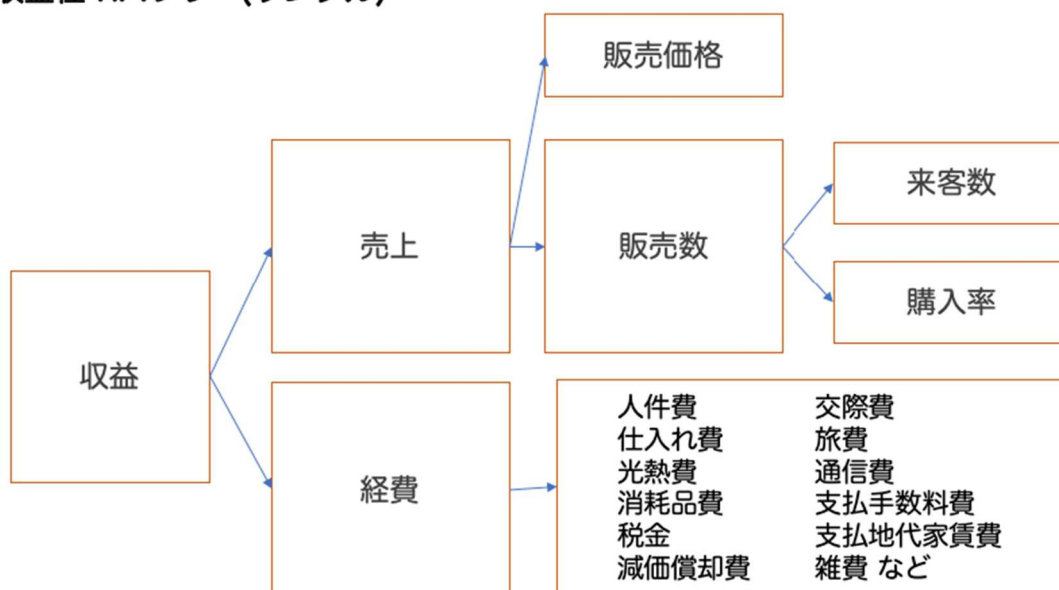 販売価格
売上
販売数
来客数
購入率
収益
経費
人件費
仕入れ費
光熱費
消耗品費
税金
減価償却費
交際費
旅費
通信費
支払手数料費
支払地代家賃費
雑費 など